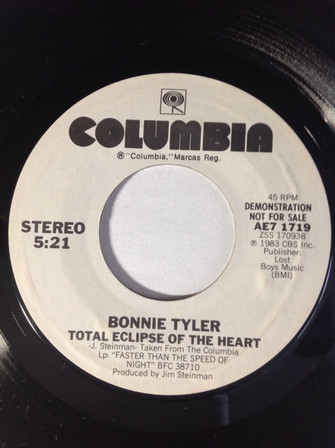 COLUMBIA
® "Columbia," Marcas Reg.
STEREO
5:21
45 RPM
DEMONSTRATION
NOT FOR SALE
AE7 1719
ZSS 170938
℗ 1983 CBS Inc.
Publisher:
Lost
Boys Music
(BMI)
BONNIE TYLER
TOTAL ECLIPSE OF THE HEART
-J. Steinman- Taken From The Columbia
Lp: "FASTER THAN THE SPEED OF
NIGHT" BFC 38710
Produced by Jim Steinman